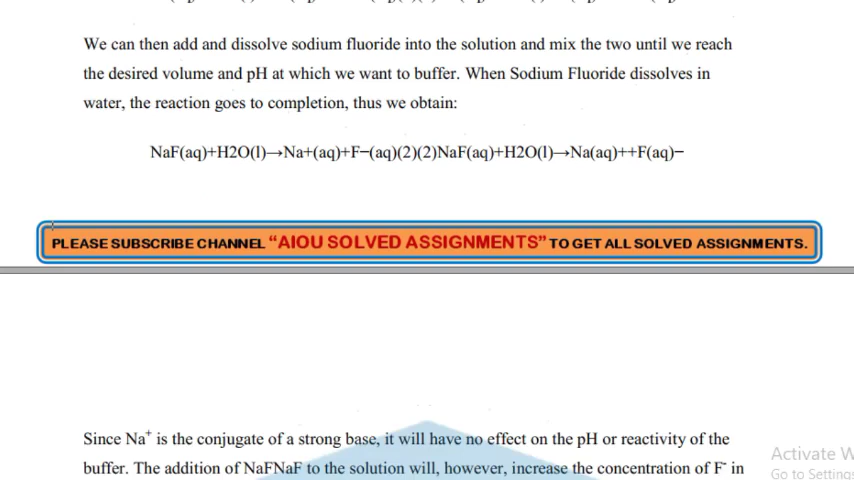 We can then add and dissolve sodium fluoride into the solution and mix the two until we reach
the desired volume and pH at which we want to buffer. When Sodium Fluoride dissolves in
water, the reaction goes to completion, thus we obtain:
NaF(aq)+H2O(l)→Na+(aq)+F−(aq)(2)(2)NaF(aq)+H2O(l)→Na(aq)++F(aq)−
PLEASE SUBSCRIBE CHANNEL “AIOU SOLVED ASSIGNMENTS” TO GET ALL SOLVED ASSIGNMENTS.
Since Na⁺ is the conjugate of a strong base, it will have no effect on the pH or reactivity of the
Activate W
buffer. The addition of NaFNaF to the solution will, however, increase the concentration of F⁻ in
Go to Settings